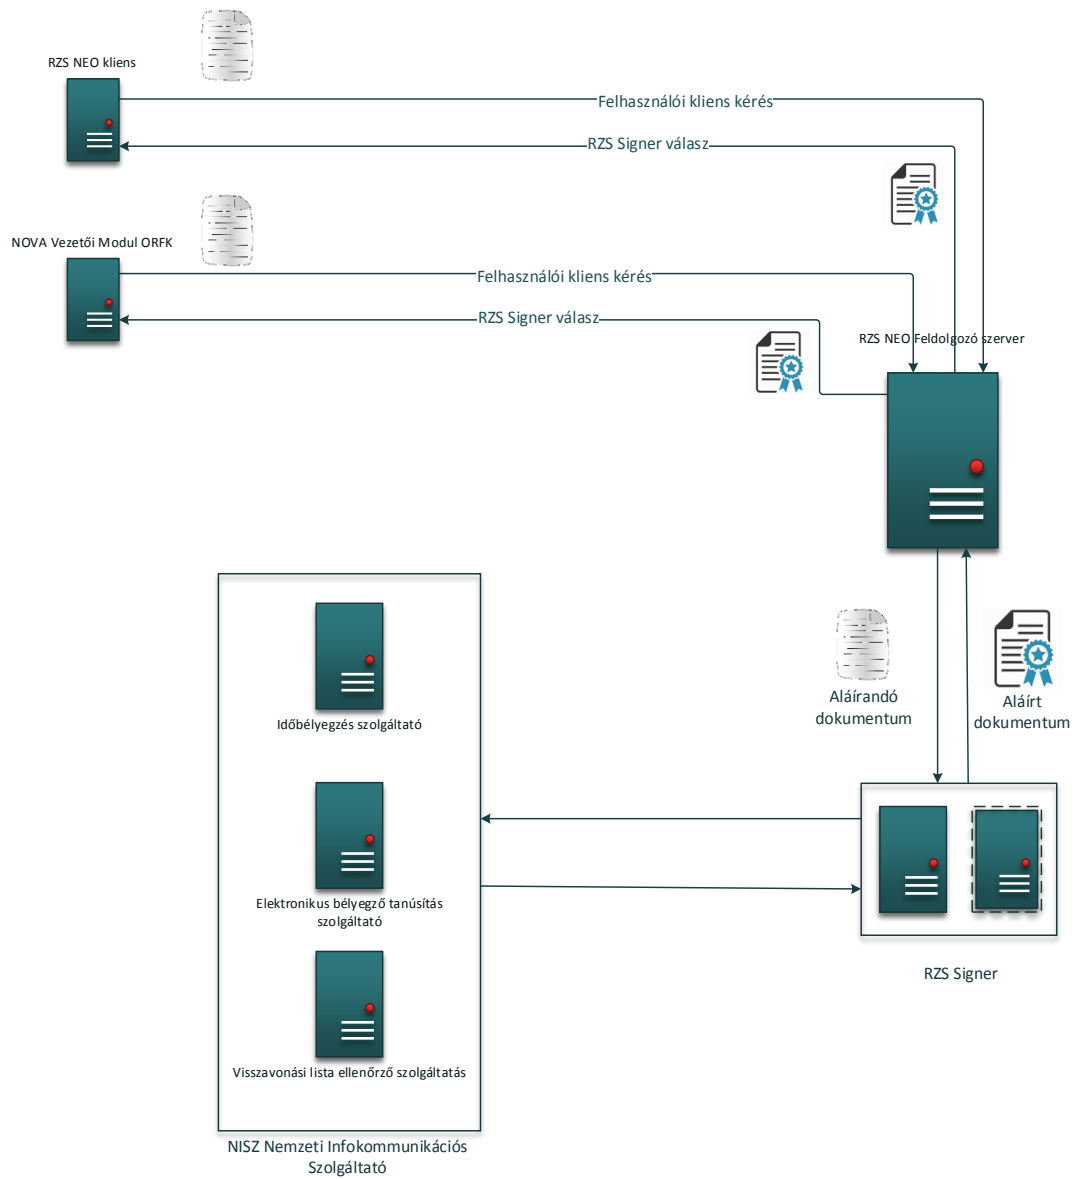 RZS NEO kliens
Felhasználói kliens kérés
RZS Signer válasz
NOVA Vezetői Modul ORFK
Felhasználói kliens kérés
RZS Signer válasz
RZS NEO Feldolgozó szerver
Aláírandó
dokumentum
Aláírt
dokumentum
Időbélyegzés szolgáltató
Elektronikus bélyegző tanúsítás
szolgáltató
RZS Signer
Visszavonási lista ellenőrző szolgáltatás
NISZ Nemzeti Infokommunikációs
Szolgáltató